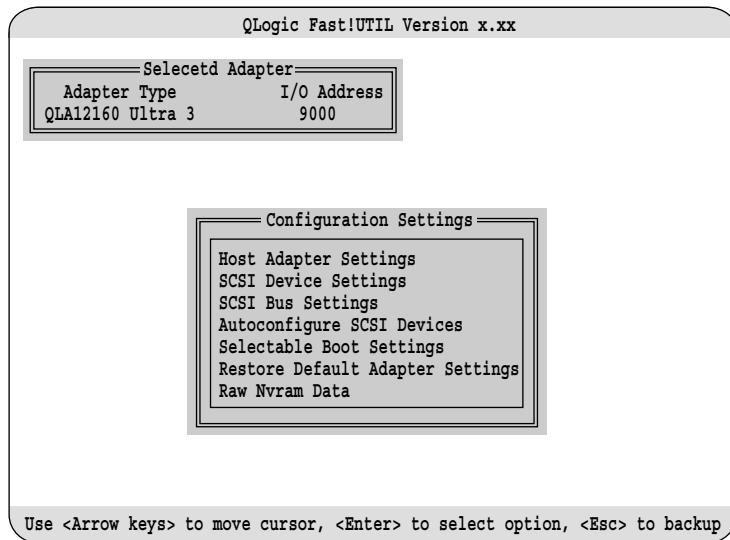 QLogic Fast!UTIL Version x.xx
Selecetd Adapter
Adapter Type I/O Address
QLA12160 Ultra 3 9000
Configuration Settings
Host Adapter Settings
SCSI Device Settings
SCSI Bus Settings
Autoconfigure SCSI Devices
Selectable Boot Settings
Restore Default Adapter Settings
Raw Nvram Data
Use <Arrow keys> to move cursor, <Enter> to select option, <Esc> to backup